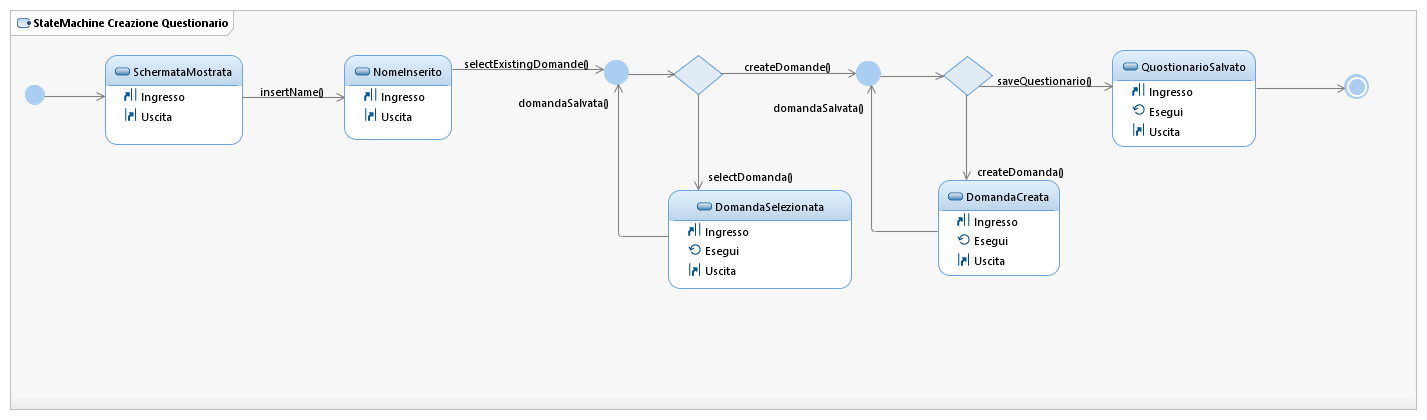 StateMachine Creazione Questionario
SchermataMostrata
Ingresso
Uscita
insertName()
NomeInserito
Ingresso
Uscita
selectExistingDomande()
domandaSalvata()
createDomande()
domandaSalvata()
saveQuestionario()
QuostionarioSalvato
Ingresso
Esegui
Uscita
selectDomanda()
DomandaSelezionata
Ingresso
Esegui
Uscita
createDomanda()
DomandaCreata
Ingresso
Esegui
Uscita